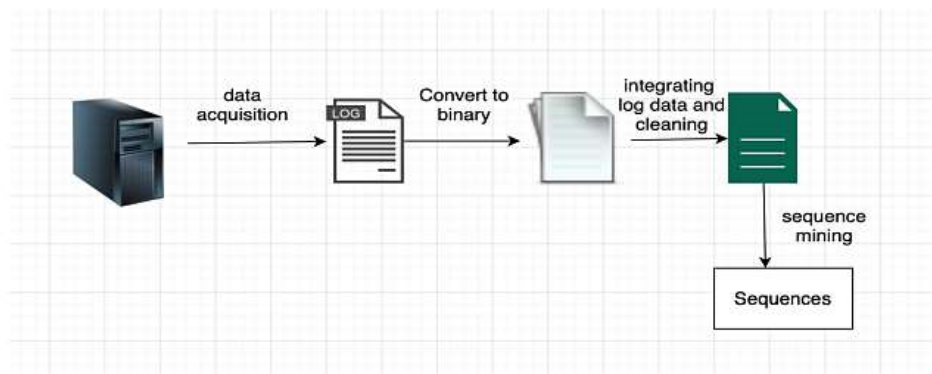 data
acquisition
LOG
Convert to
binary
integrating
log data and
cleaning
sequence
mining
Sequences